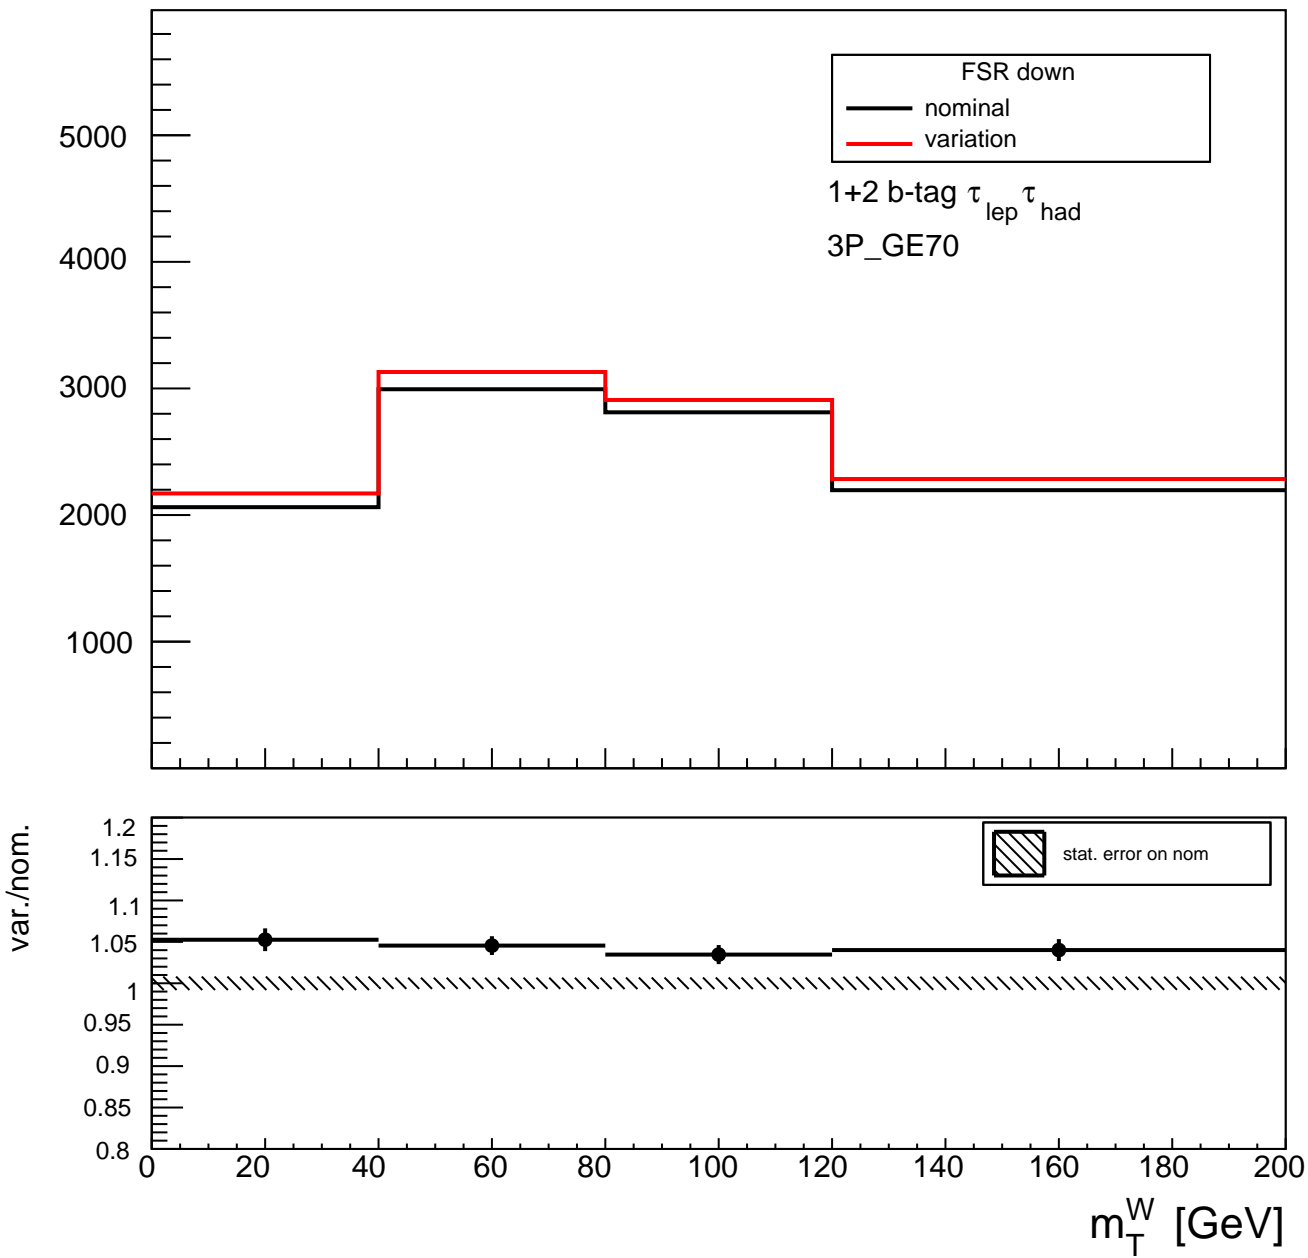 FSR down
nominal
variation
1+2 b-tag τ_lep τ_had
3P_GE70
5000
4000
3000
2000
1000
var./nom.
stat. error on nom
1.2
1.15
1.1
1.05
1
0.95
0.9
0.85
0.8
0 20 40 60 80 100 120 140 160 180 200
m_T^W [GeV]